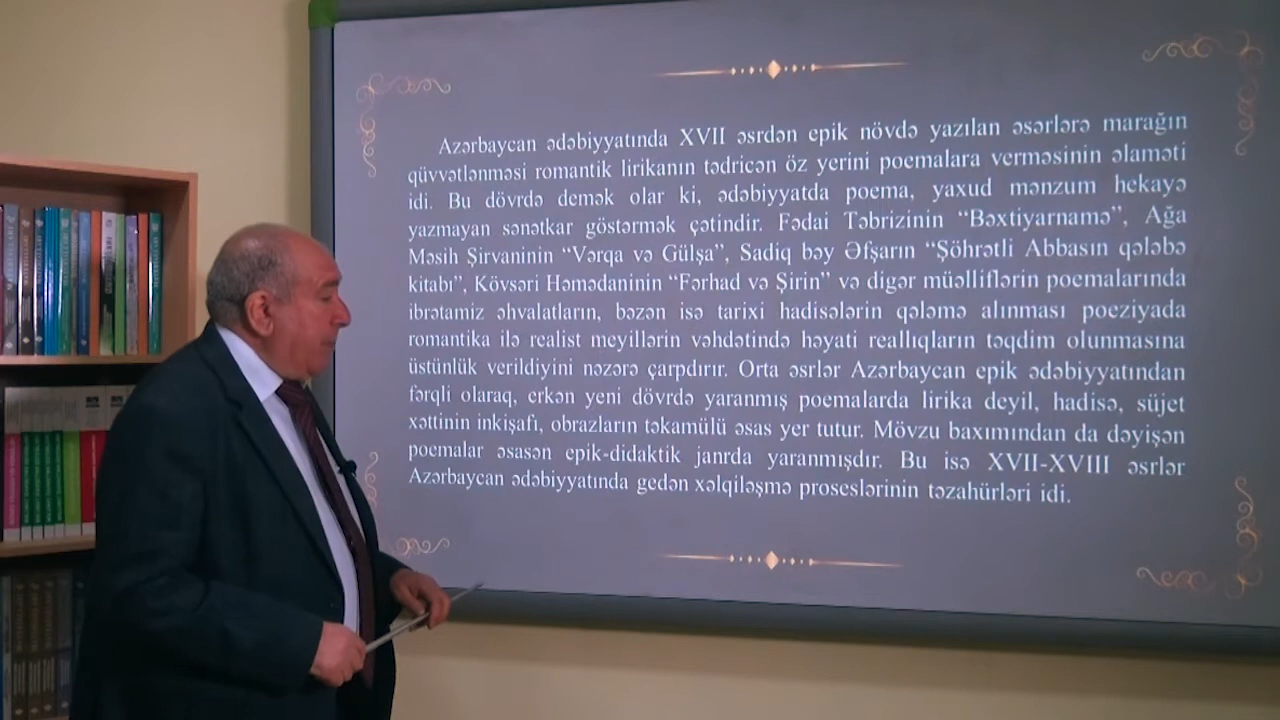 Azərbaycan ədəbiyyatında XVII əsrdən epik növdə yazılan əsərlərə marağın
qüvvətlənməsi romantik lirikanın tədricən öz yerini poemalara verməsinin əlaməti
idi. Bu dövrdə demək olar ki, ədəbiyyatda poema, yaxud mənzum hekayə
yazmayan sənətkar göstərmək çətindir. Fədai Təbrizinin “Bəxtiyarnamə”, Ağa
Məsih Şirvaninin “Vərqa və Gülşa”, Sadiq bəy Əfşarın “Şöhrətli Abbasın qələbə
kitabı”, Kövsəri Həmədaninin “Fərhad və Şirin” və digər müəlliflərin poemalarında
ibrətamiz əhvalatların, bəzən isə tarixi hadisələrin qələmə alınması poeziyada
romantika ilə realist meyillərin vəhdətində həyati reallıqların təqdim olunmasına
üstünlük verildiyini nəzərə çarpdırır. Orta əsrlər Azərbaycan epik ədəbiyyatından
fərqli olaraq, erkən yeni dövrdə yaranmış poemalarda lirika deyil, hadisə, süjet
xəttinin inkişafı, obrazların təkamülü əsas yer tutur. Mövzu baxımından da dəyişən
poemalar əsasən epik-didaktik janrda yaranmışdır. Bu isə XVII-XVIII əsrlər
Azərbaycan ədəbiyyatında gedən xəlqiləşmə proseslərinin təzahürləri idi.